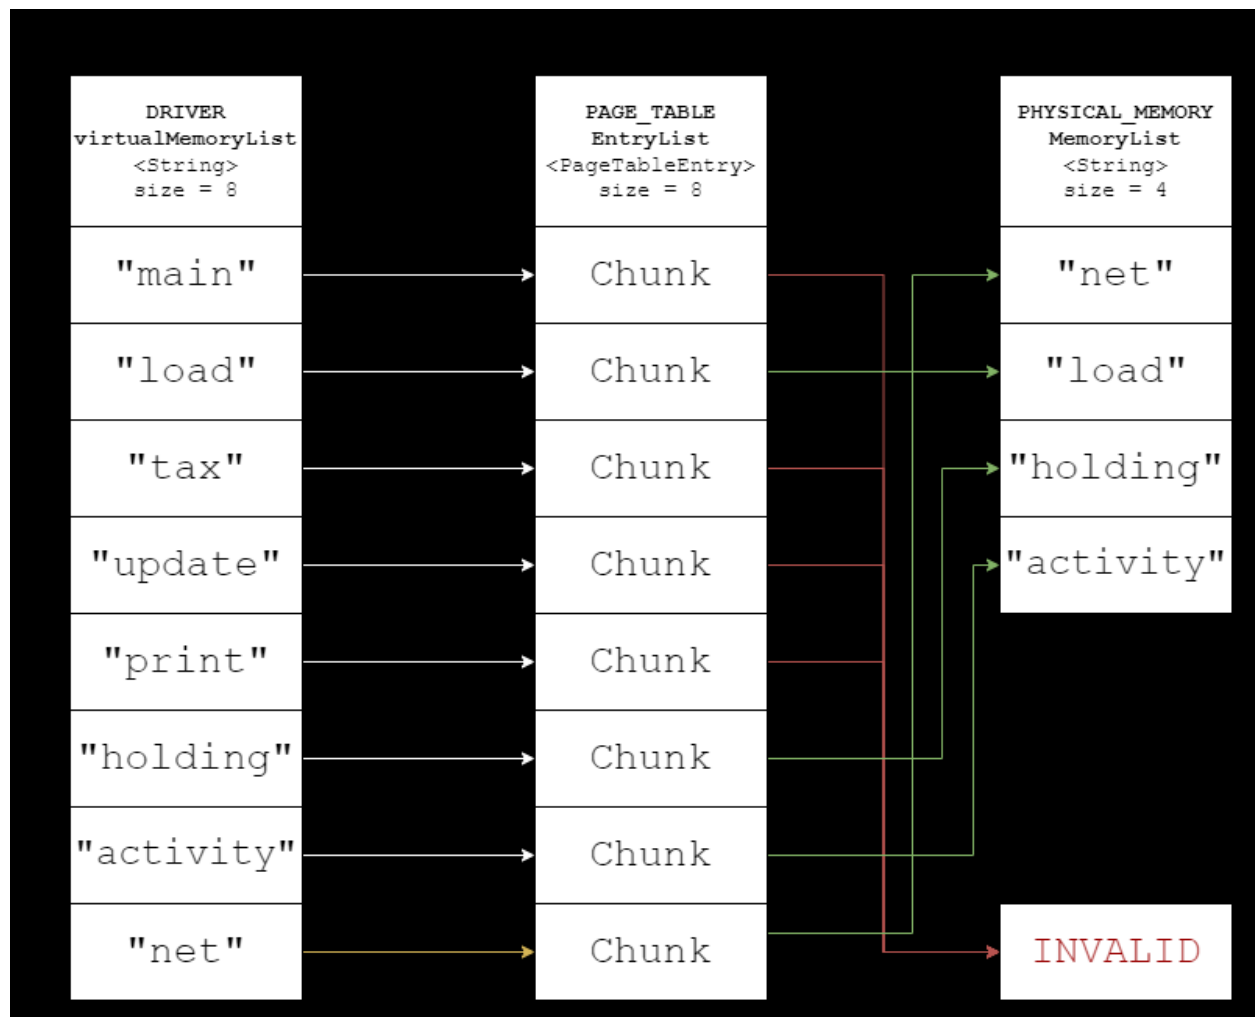 DRIVER
virtualMemoryList
<String>
size = 8
"main"
"load"
"tax"
"update"
"print"
"holding"
"activity"
"net"
PAGE_TABLE
EntryList
<PageTableEntry>
size = 8
Chunk
Chunk
Chunk
Chunk
Chunk
Chunk
Chunk
Chunk
PHYSICAL_MEMORY
MemoryList
<String>
size = 4
"net"
"load"
"holding"
"activity"
INVALID